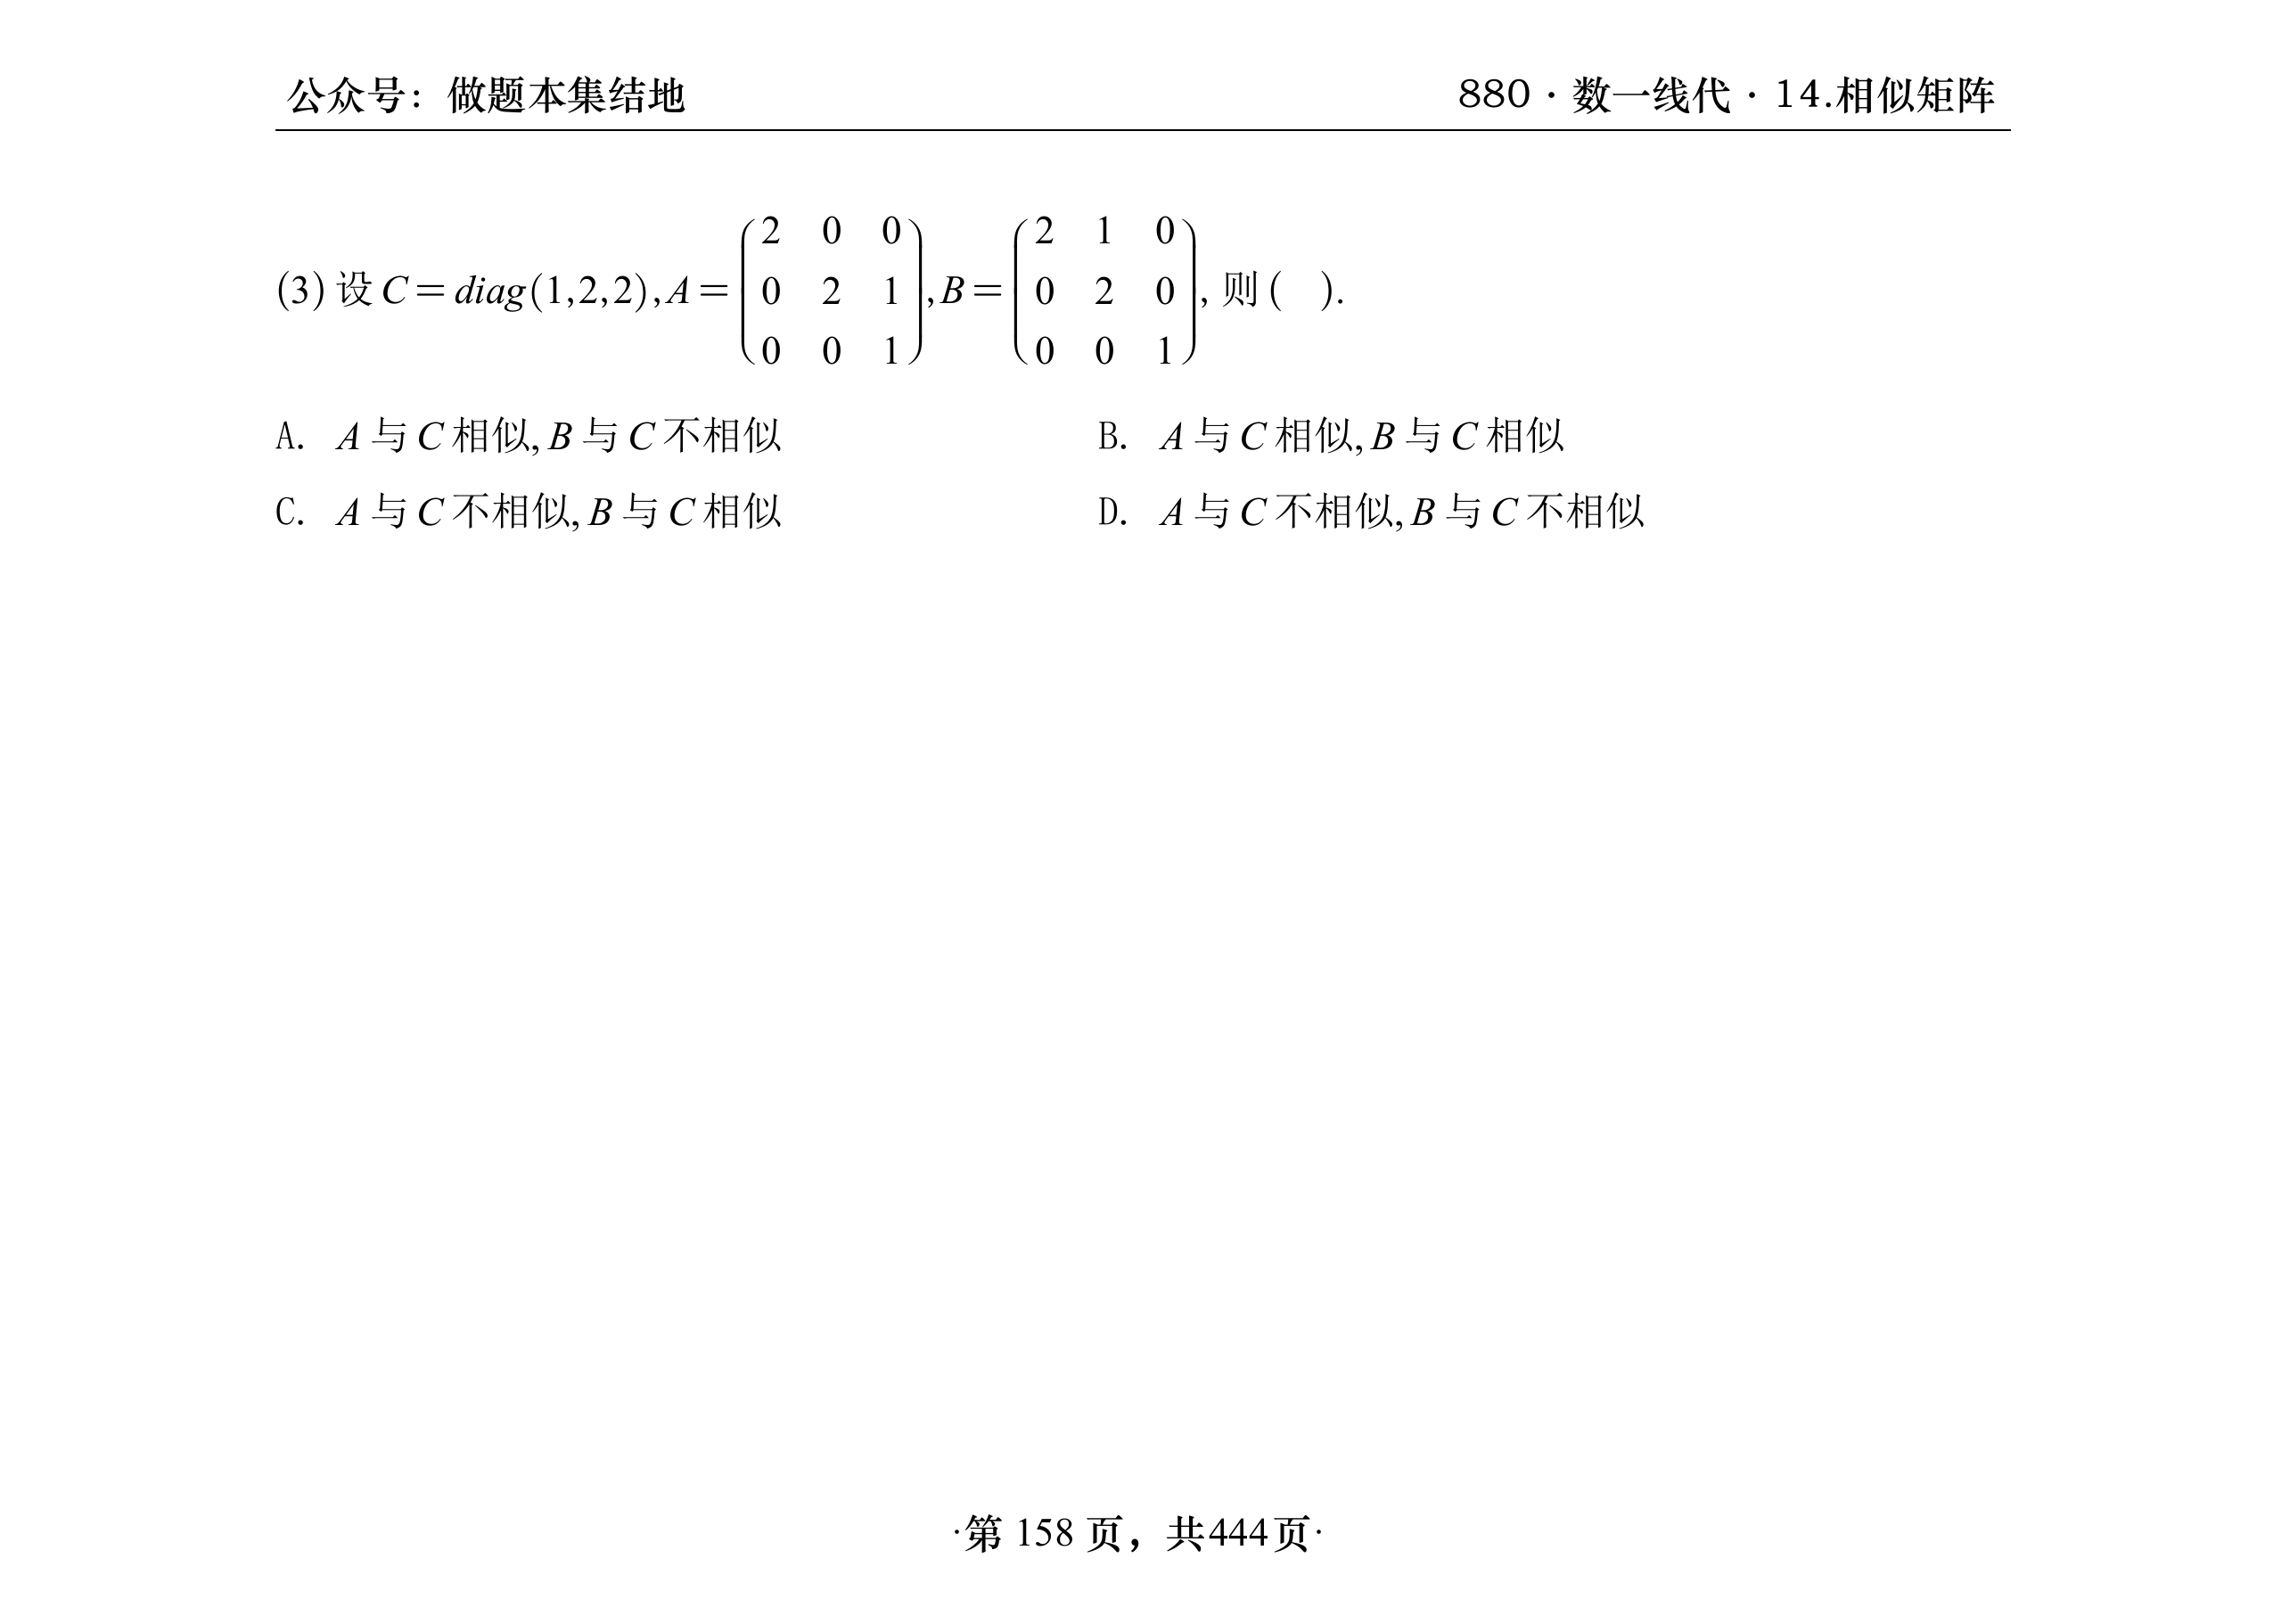 公众号：做题本集结地 880·数一线代·14.相似矩阵
(3) 设 C = diag(1,2,2), A = \begin{pmatrix} 2 & 0 & 0 \\ 0 & 2 & 1 \\ 0 & 0 & 1 \end{pmatrix}, B = \begin{pmatrix} 2 & 1 & 0 \\ 0 & 2 & 0 \\ 0 & 0 & 1 \end{pmatrix}, 则( ).
A. A 与 C 相似, B 与 C 不相似 B. A 与 C 相似, B 与 C 相似
C. A 与 C 不相似, B 与 C 相似 D. A 与 C 不相似, B 与 C 不相似
·第 158 页，共444页·